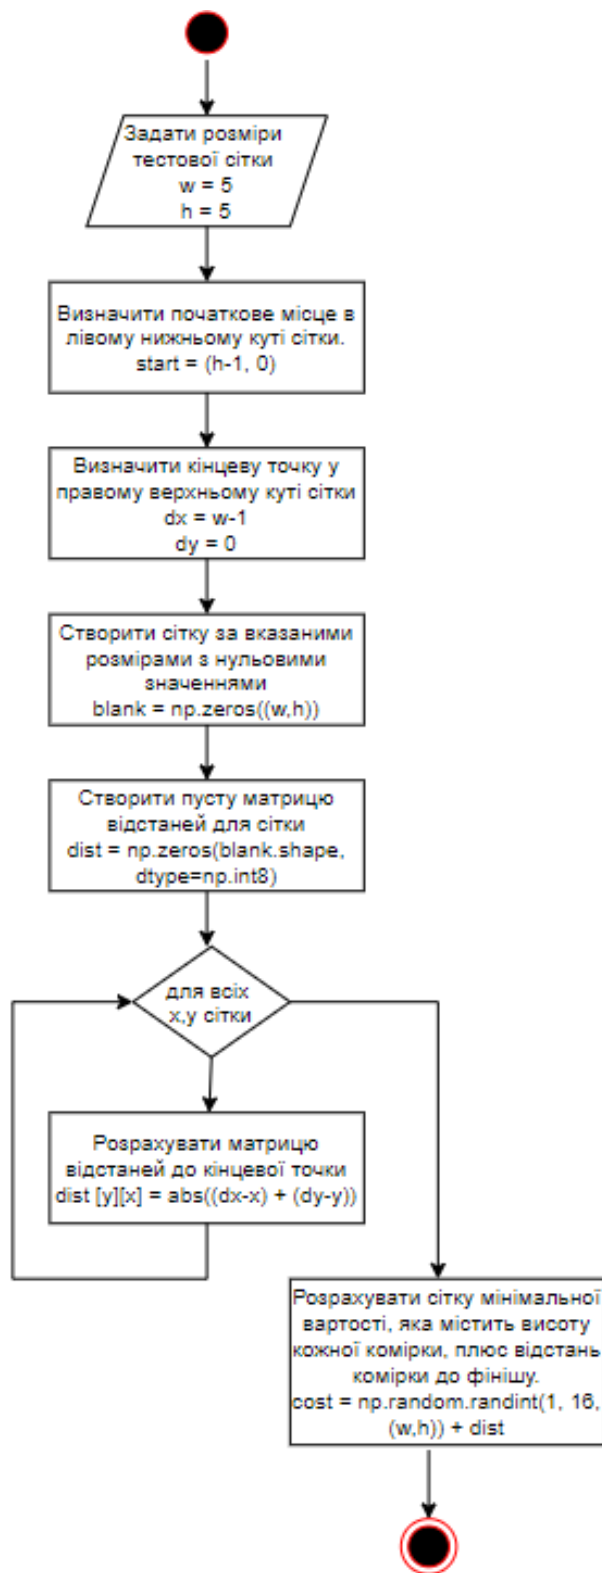 Задати розміри
тестової сітки
w = 5
h = 5
Визначити початкове місце в
лівому нижньому куті сітки.
start = (h-1, 0)
Визначити кінцеву точку у
правому верхньому куті сітки
dx = w-1
dy = 0
Створити сітку за вказаними
розмірами з нульовими
значеннями
blank = np.zeros((w,h))
Створити пусту матрицю
відстаней для сітки
dist = np.zeros(blank.shape,
dtype=np.int8)
для всіх
x,y сітки
Розрахувати матрицю
відстаней до кінцевої точки
dist [y][x] = abs((dx-x) + (dy-y))
Розрахувати сітку мінімальної
вартості, яка містить висоту
кожної комірки, плюс відстань
комірки до фінішу.
cost = np.random.randint(1, 16,
(w,h)) + dist